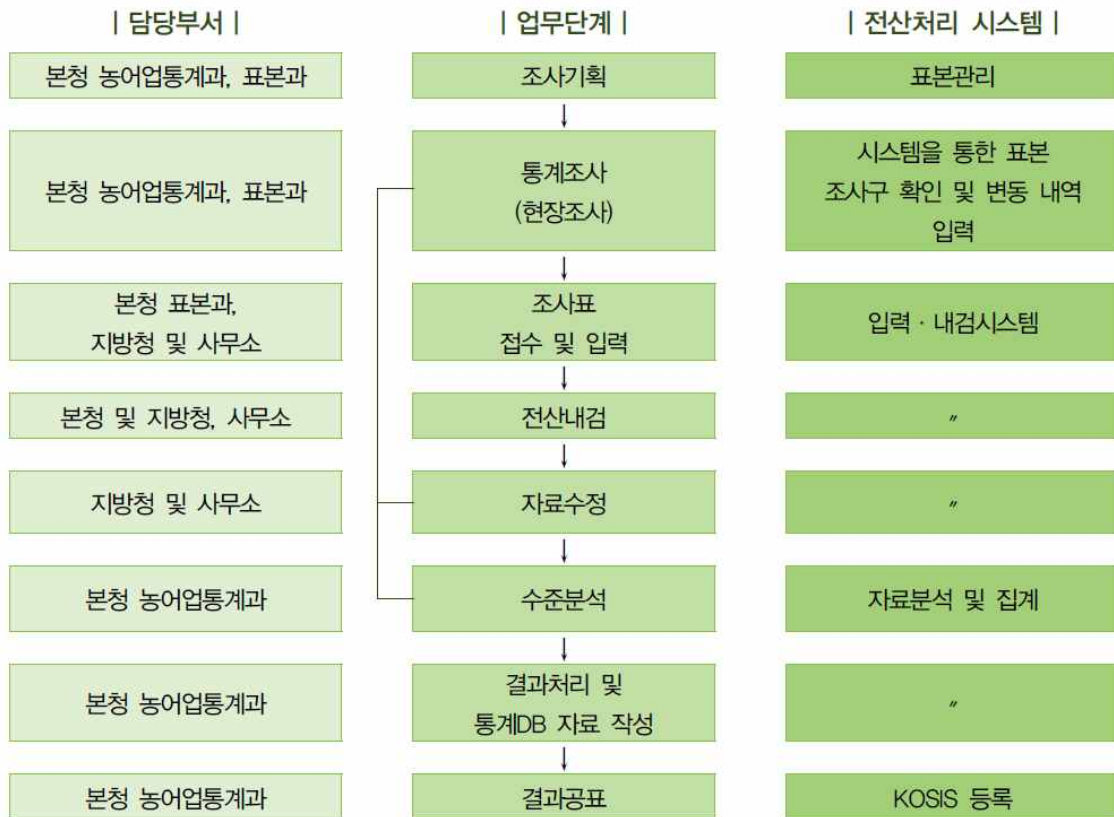 | 담당부서 | | 업무단계 | | 전산처리 시스템 |
본청 농어업통계과, 표본과 조사기획 표본관리
본청 농어업통계과, 표본과
통계조사
(현장조사)
시스템을 통한 표본
조사구 확인 및 변동 내역
입력
본청 표본과,
지방청 및 사무소
조사표
접수 및 입력
입력 · 내검시스템
본청 및 지방청, 사무소 전산내검 〃
지방청 및 사무소 자료수정 〃
본청 농어업통계과 수준분석 자료분석 및 집계
본청 농어업통계과
결과처리 및
통계DB 자료 작성
〃
본청 농어업통계과 결과공표 KOSIS 등록